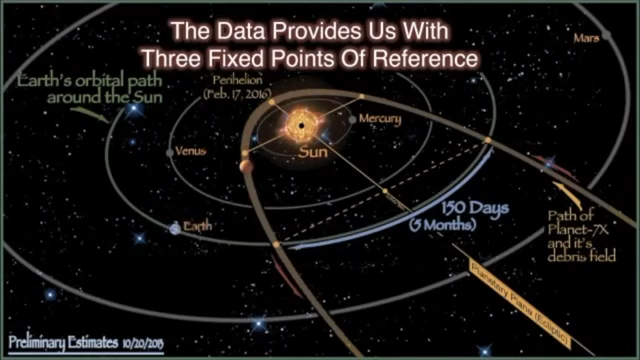 The Data Provides Us With
Three Fixed Points Of Reference
Mars
Earth's orbital path
around the Sun
Perihelion
(Feb. 17, 2016)
Mercury
Venus
Sun
Earth
150 Days
(5 Months)
Path of
Planet-7X
and it's
debris field
Planetary Plane (Ecliptic)
Preliminary Estimates 10/20/2013